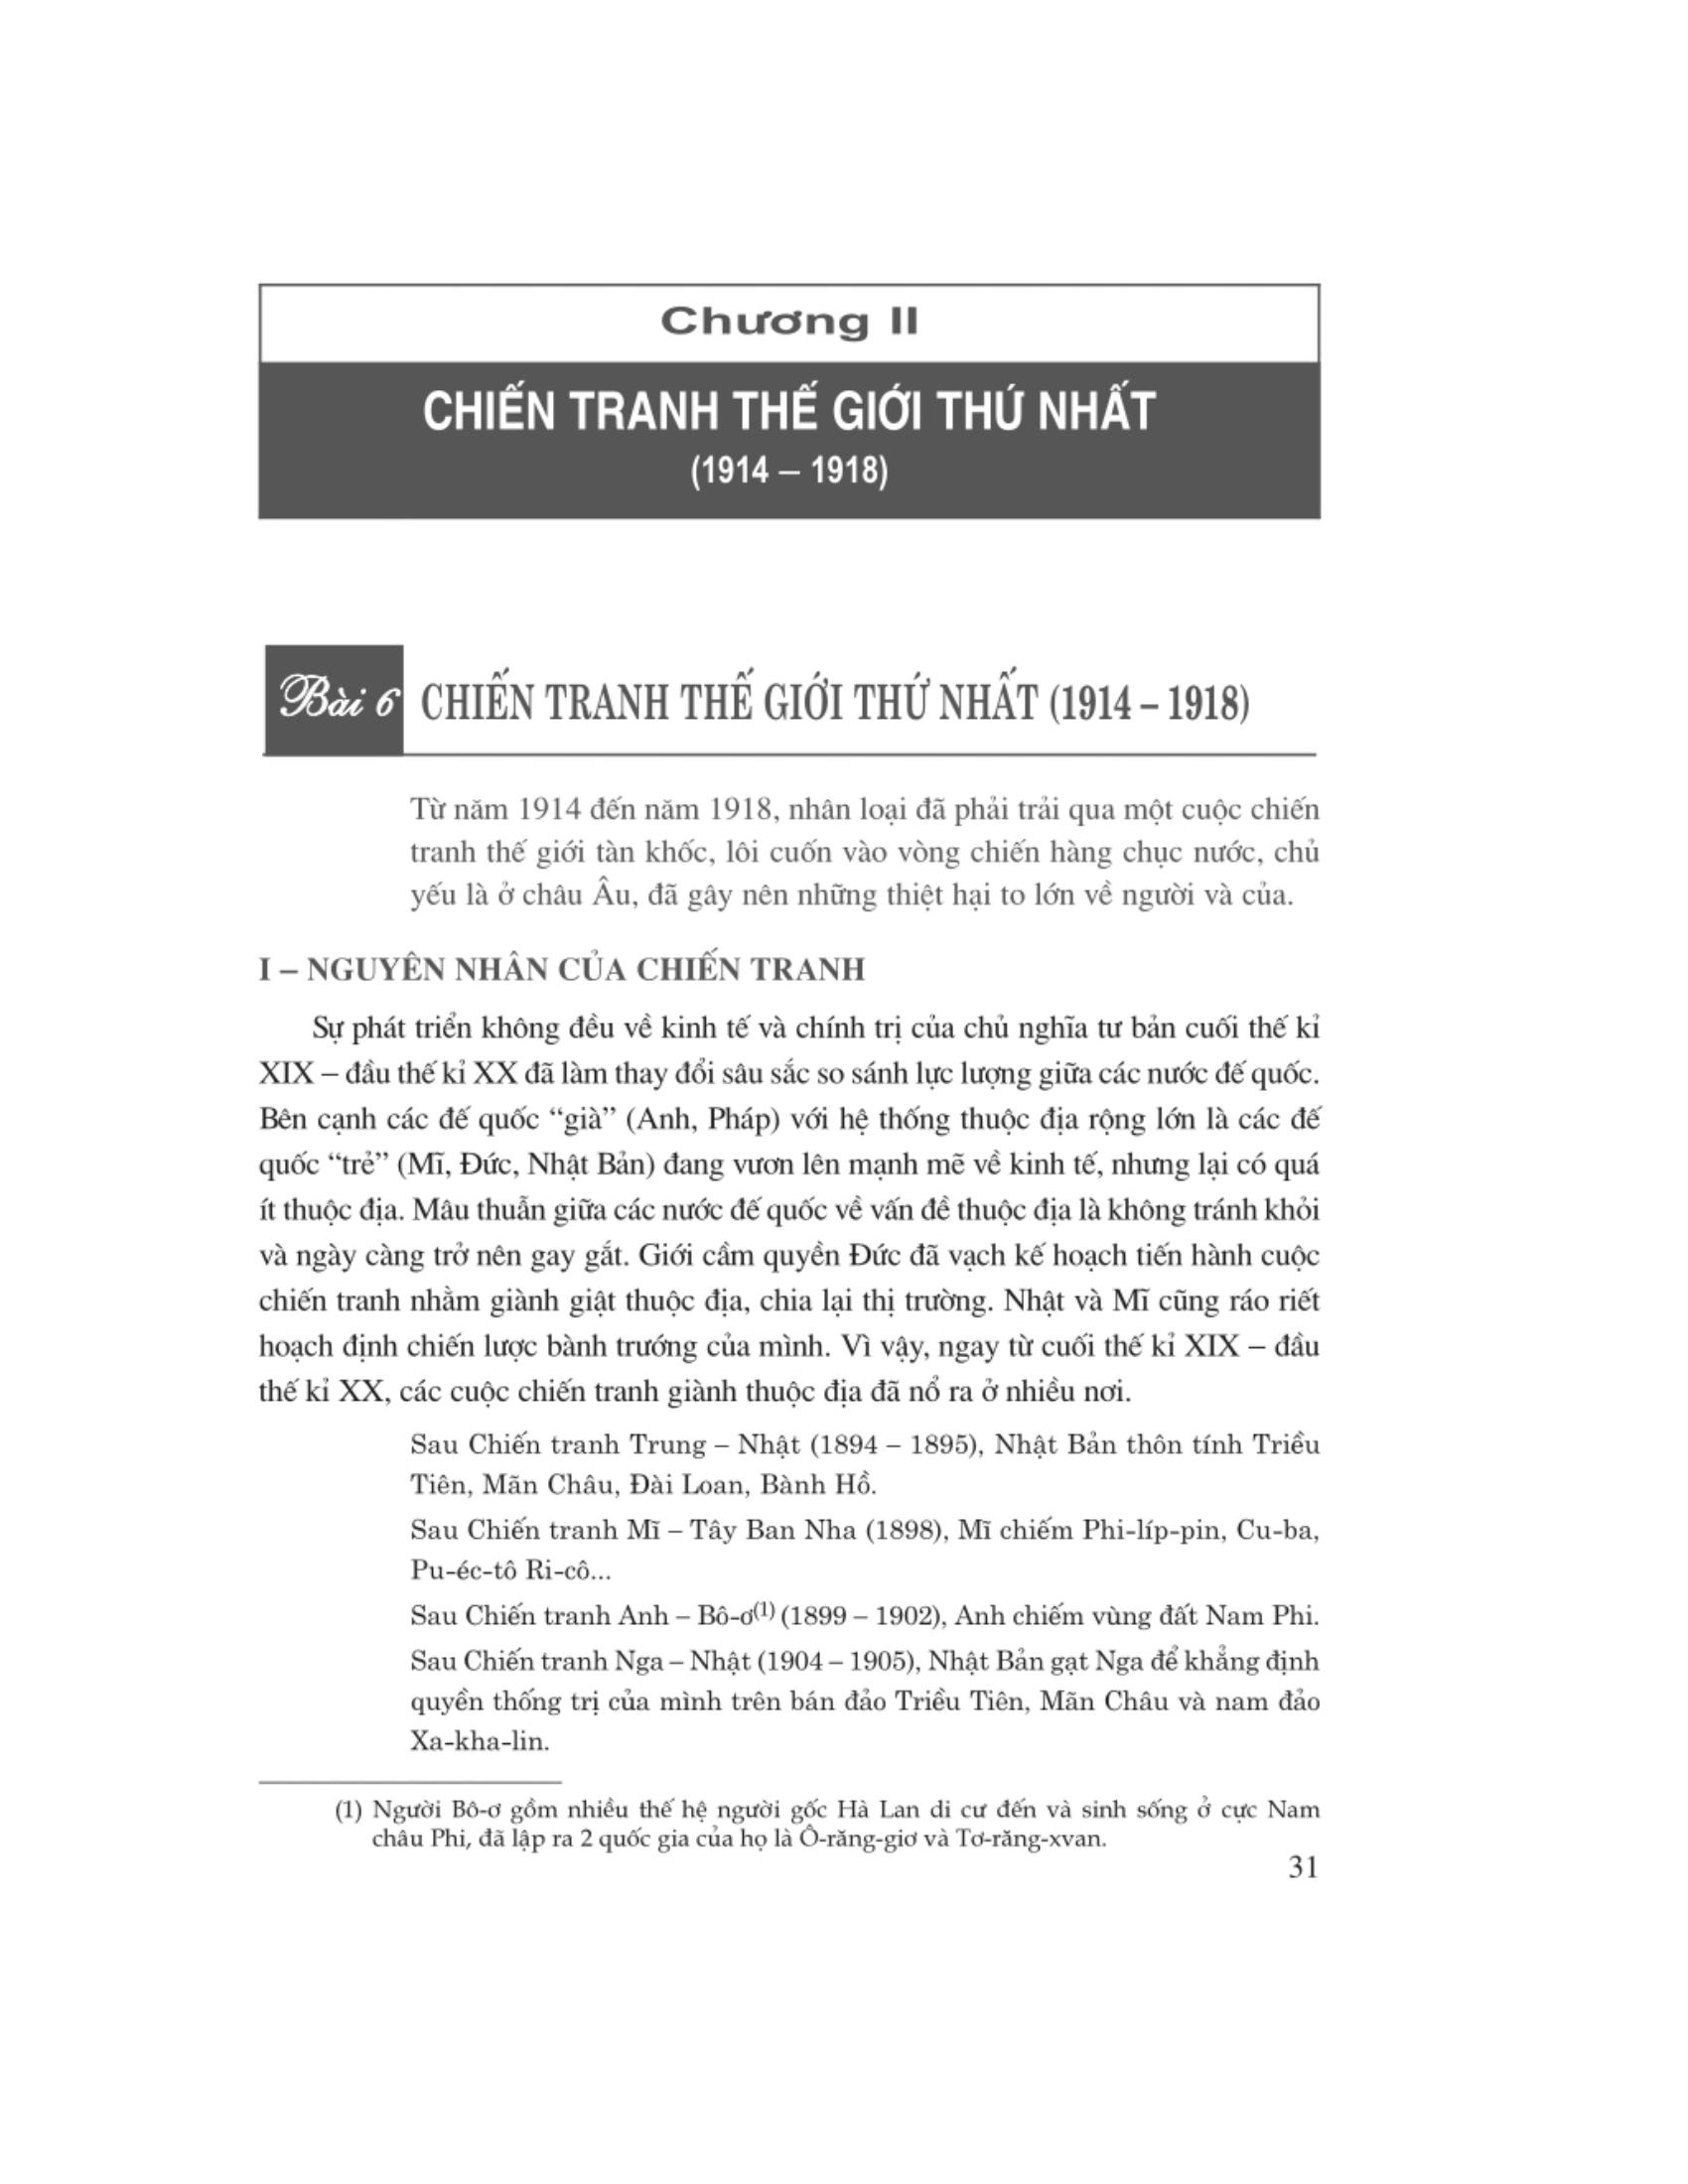 Chương II
CHIẾN TRANH THẾ GIỚI THỨ NHẤT
(1914 – 1918)
Bài 6 CHIẾN TRANH THẾ GIỚI THỨ NHẤT (1914 – 1918)
Từ năm 1914 đến năm 1918, nhân loại đã phải trải qua một cuộc chiến
tranh thế giới tàn khốc, lôi cuốn vào vòng chiến hàng chục nước, chủ
yếu là ở châu Âu, đã gây nên những thiệt hại to lớn về người và của.
I – NGUYÊN NHÂN CỦA CHIẾN TRANH
Sự phát triển không đều về kinh tế và chính trị của chủ nghĩa tư bản cuối thế kỉ
XIX – đầu thế kỉ XX đã làm thay đổi sâu sắc so sánh lực lượng giữa các nước đế quốc.
Bên cạnh các đế quốc “già” (Anh, Pháp) với hệ thống thuộc địa rộng lớn là các đế
quốc “trẻ” (Mĩ, Đức, Nhật Bản) đang vươn lên mạnh mẽ về kinh tế, nhưng lại có quá
ít thuộc địa. Mâu thuẫn giữa các nước đế quốc về vấn đề thuộc địa là không tránh khỏi
và ngày càng trở nên gay gắt. Giới cầm quyền Đức đã vạch kế hoạch tiến hành cuộc
chiến tranh nhằm giành giật thuộc địa, chia lại thị trường. Nhật và Mĩ cũng ráo riết
hoạch định chiến lược bành trướng của mình. Vì vậy, ngay từ cuối thế kỉ XIX – đầu
thế kỉ XX, các cuộc chiến tranh giành thuộc địa đã nổ ra ở nhiều nơi.
Sau Chiến tranh Trung – Nhật (1894 – 1895), Nhật Bản thôn tính Triều
Tiên, Mãn Châu, Đài Loan, Bành Hồ.
Sau Chiến tranh Mĩ – Tây Ban Nha (1898), Mĩ chiếm Phi-líp-pin, Cu-ba,
Pu-éc-tô Ri-cô...
Sau Chiến tranh Anh – Bô-ơ(1) (1899 – 1902), Anh chiếm vùng đất Nam Phi.
Sau Chiến tranh Nga – Nhật (1904 – 1905), Nhật Bản gạt Nga để khẳng định
quyền thống trị của mình trên bán đảo Triều Tiên, Mãn Châu và nam đảo
Xa-kha-lin.
(1) Người Bô-ơ gồm nhiều thế hệ người gốc Hà Lan di cư đến và sinh sống ở cực Nam
châu Phi, đã lập ra 2 quốc gia của họ là Ô-răng-giơ và Tơ-răng-xvan.
31